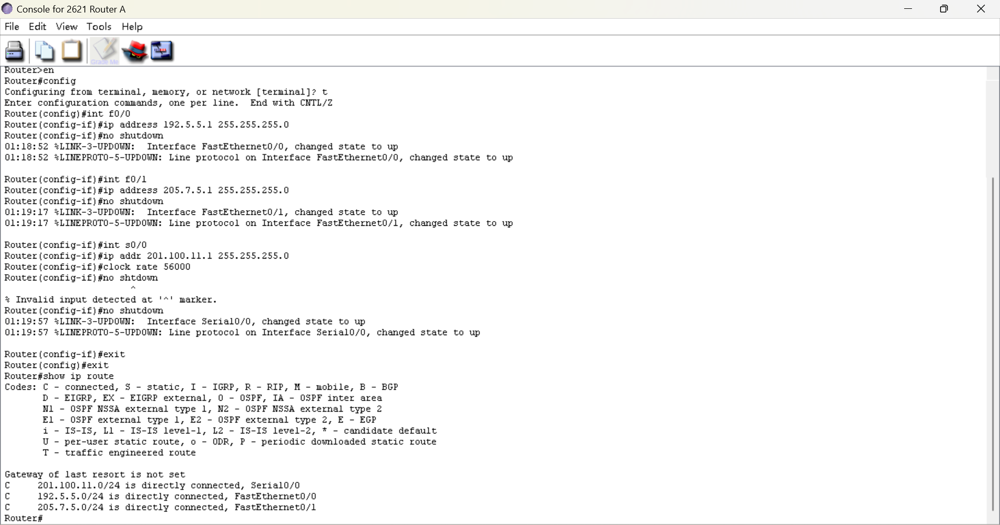 Console for 2621 Router A
File Edit View Tools Help
Grade Me
Router>en
Router#config
Configuring from terminal, memory, or network [terminal]? t
Enter configuration commands, one per line.  End with CNTL/Z
Router(config)#int f0/0
Router(config-if)#ip address 192.5.5.1 255.255.255.0
Router(config-if)#no shutdown
01:18:52 %LINK-3-UPDOWN:  Interface FastEthernet0/0, changed state to up
01:18:52 %LINEPROTO-5-UPDOWN: Line protocol on Interface FastEthernet0/0, changed state to up
Router(config-if)#int f0/1
Router(config-if)#ip address 205.7.5.1 255.255.255.0
Router(config-if)#no shutdown
01:19:17 %LINK-3-UPDOWN:  Interface FastEthernet0/1, changed state to up
01:19:17 %LINEPROTO-5-UPDOWN: Line protocol on Interface FastEthernet0/1, changed state to up
Router(config-if)#int s0/0
Router(config-if)#ip addr 201.100.11.1 255.255.255.0
Router(config-if)#clock rate 56000
Router(config-if)#no shtdown
^
% Invalid input detected at '^' marker.
Router(config-if)#no shutdown
01:19:57 %LINK-3-UPDOWN:  Interface Serial0/0, changed state to up
01:19:57 %LINEPROTO-5-UPDOWN: Line protocol on Interface Serial0/0, changed state to up
Router(config-if)#exit
Router(config)#exit
Router#show ip route
Codes: C - connected, S - static, I - IGRP, R - RIP, M - mobile, B - BGP
D - EIGRP, EX - EIGRP external, O - OSPF, IA - OSPF inter area
N1 - OSPF NSSA external type 1, N2 - OSPF NSSA external type 2
E1 - OSPF external type 1, E2 - OSPF external type 2, E - EGP
i - IS-IS, L1 - IS-IS level-1, L2 - IS-IS level-2, * - candidate default
U - per-user static route, o - ODR, P - periodic downloaded static route
T - traffic engineered route
Gateway of last resort is not set
C     201.100.11.0/24 is directly connected, Serial0/0
C     192.5.5.0/24 is directly connected, FastEthernet0/0
C     205.7.5.0/24 is directly connected, FastEthernet0/1
Router#